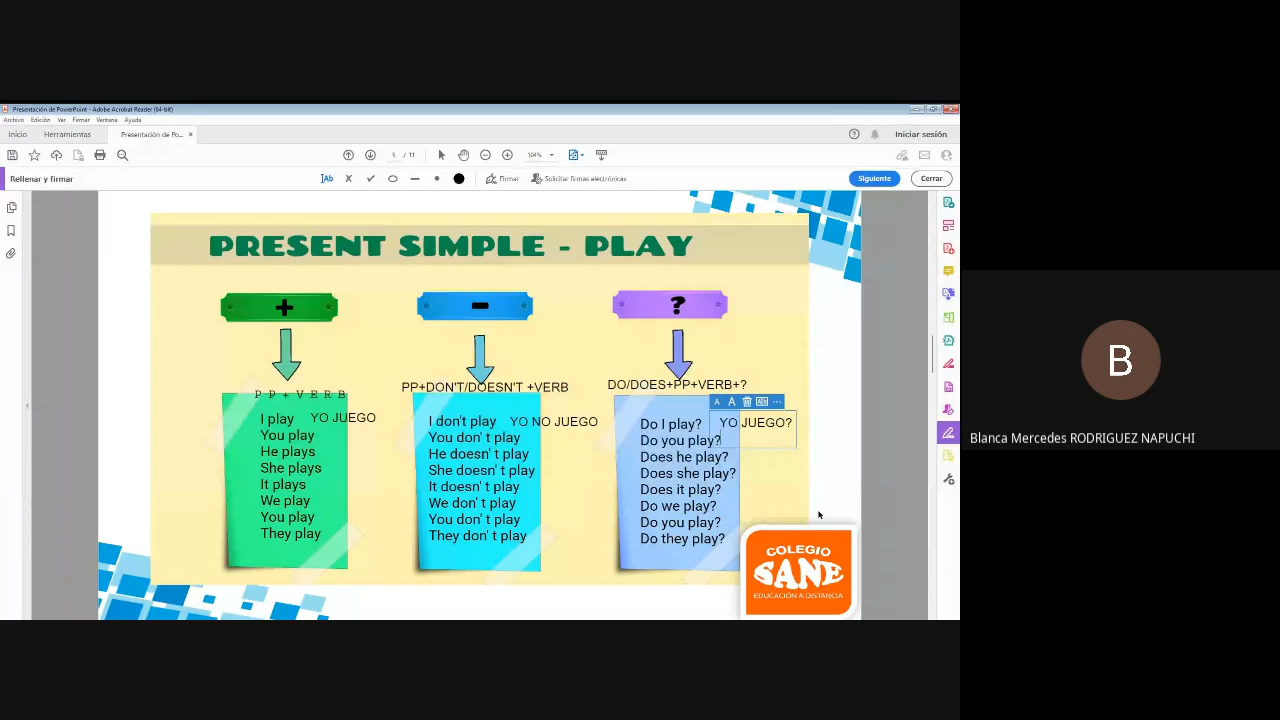 Presentación de PowerPoint - Adobe Acrobat Reader (64-bit)
Archivo Edición Ver Firmar Ventana Ayuda
Inicio Herramientas Presentación de Po... × Iniciar sesión
5 / 11 104%
Rellenar y firmar Ab Firmar Solicitar firmas electrónicas Siguiente Cerrar
PRESENT SIMPLE - PLAY
+ - ?
PP+VERB
I play YO JUEGO
You play
He plays
She plays
It plays
We play
You play
They play
PP+DON'T/DOESN'T +VERB
I don't play YO NO JUEGO
You don' t play
He doesn' t play
She doesn' t play
It doesn' t play
We don' t play
You don' t play
They don' t play
DO/DOES+PP+VERB+?
A A
Do I play? YO JUEGO?
Do you play?
Does he play?
Does she play?
Does it play?
Do we play?
Do you play?
Do they play?
COLEGIO
SANE
EDUCACIÓN A DISTANCIA
B
Blanca Mercedes RODRIGUEZ NAPUCHI